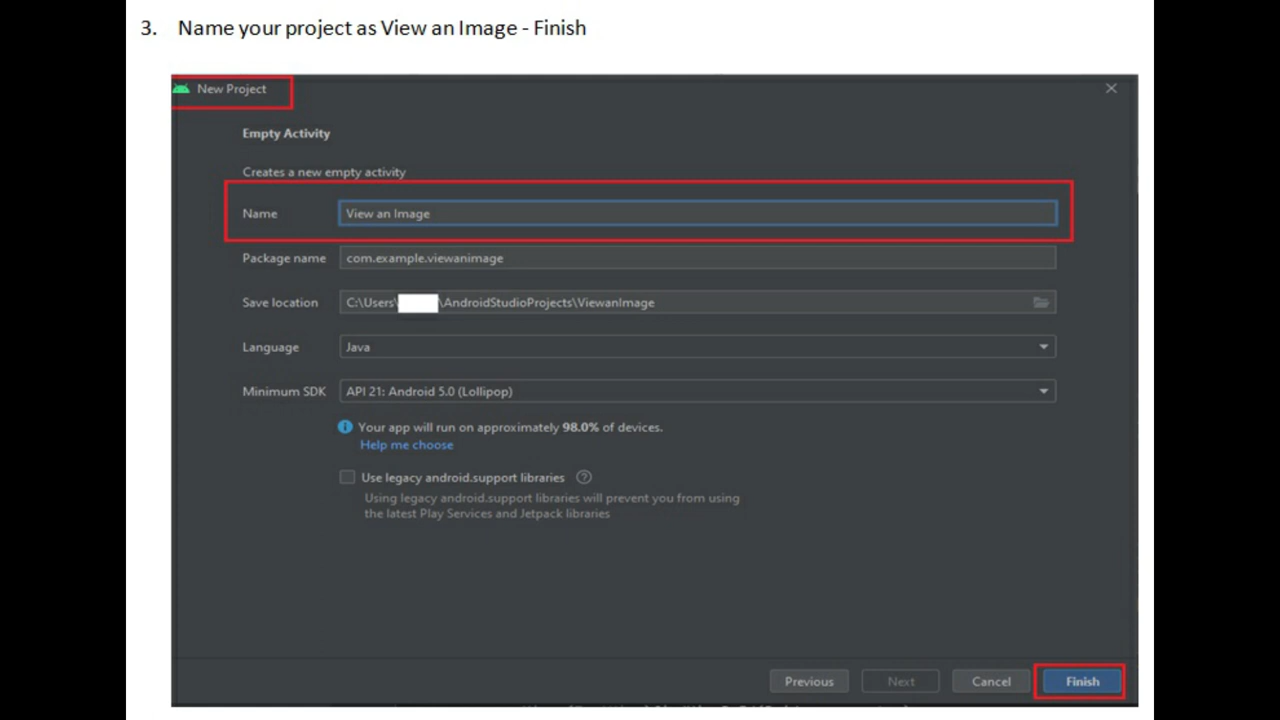 3. Name your project as View an Image - Finish
New Project
Empty Activity
Creates a new empty activity
Name View an Image
Package name com.example.viewanimage
Save location C:\Users\ \AndroidStudioProjects\ViewanImage
Language Java
Minimum SDK API 21: Android 5.0 (Lollipop)
Your app will run on approximately 98.0% of devices.
Help me choose
Use legacy android.support libraries ?
Using legacy android.support libraries will prevent you from using
the latest Play Services and Jetpack libraries
Previous Next Cancel Finish